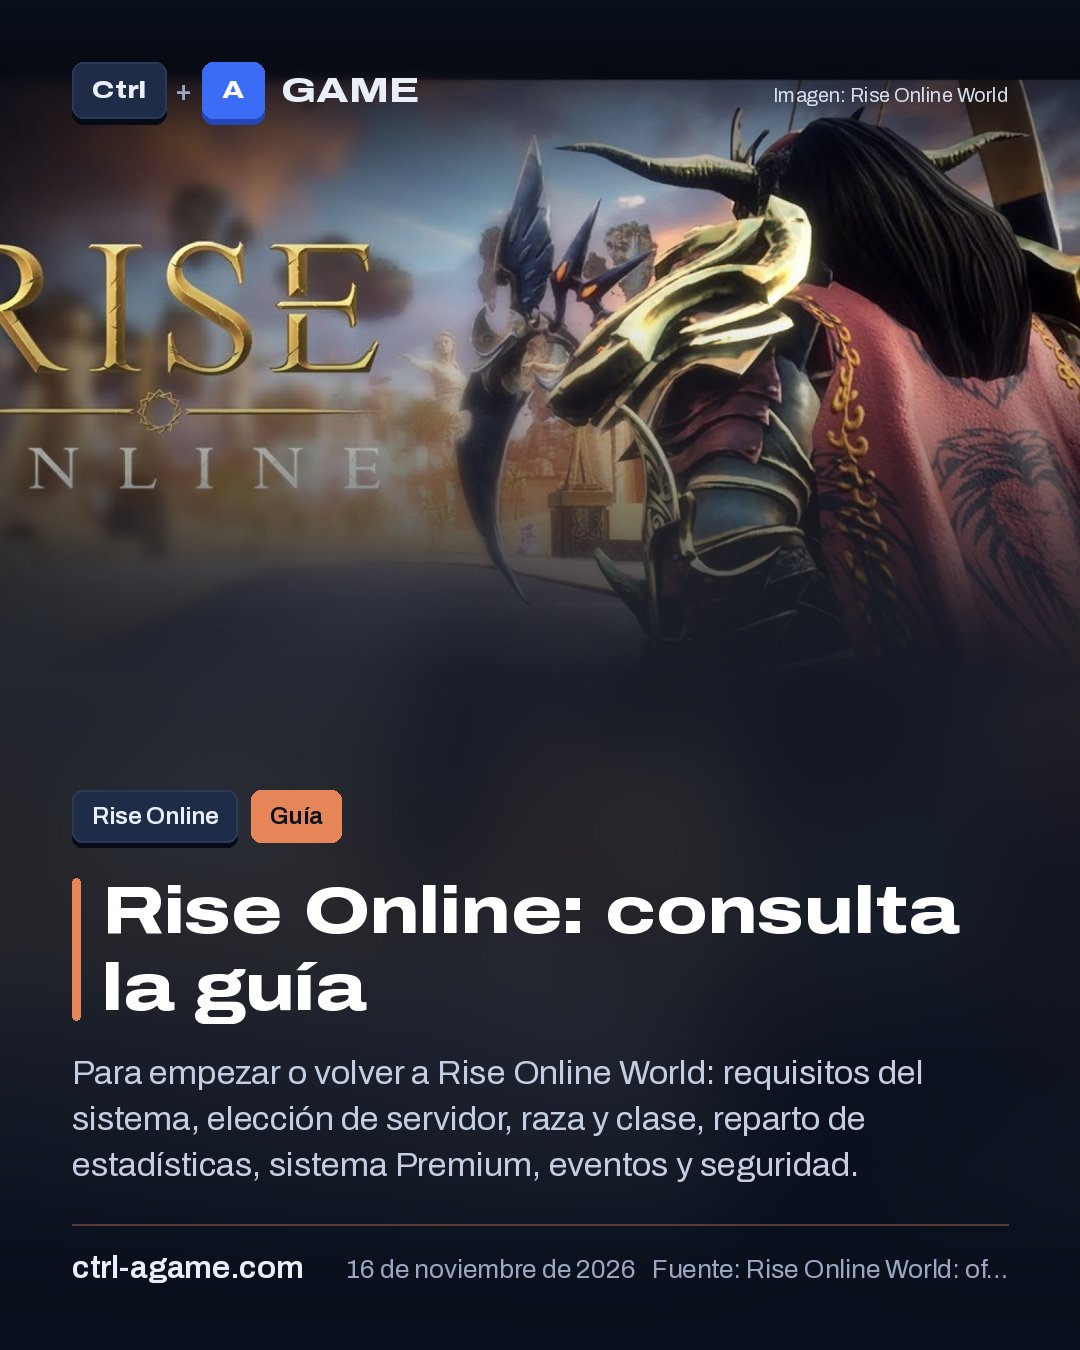 Ctrl + A GAME
Imagen: Rise Online World
RISE
NLINE
Rise Online
Guía
Rise Online: consulta
la guía
Para empezar o volver a Rise Online World: requisitos del
sistema, elección de servidor, raza y clase, reparto de
estadísticas, sistema Premium, eventos y seguridad.
ctrl-agame.com
16 de noviembre de 2026
Fuente: Rise Online World: of...